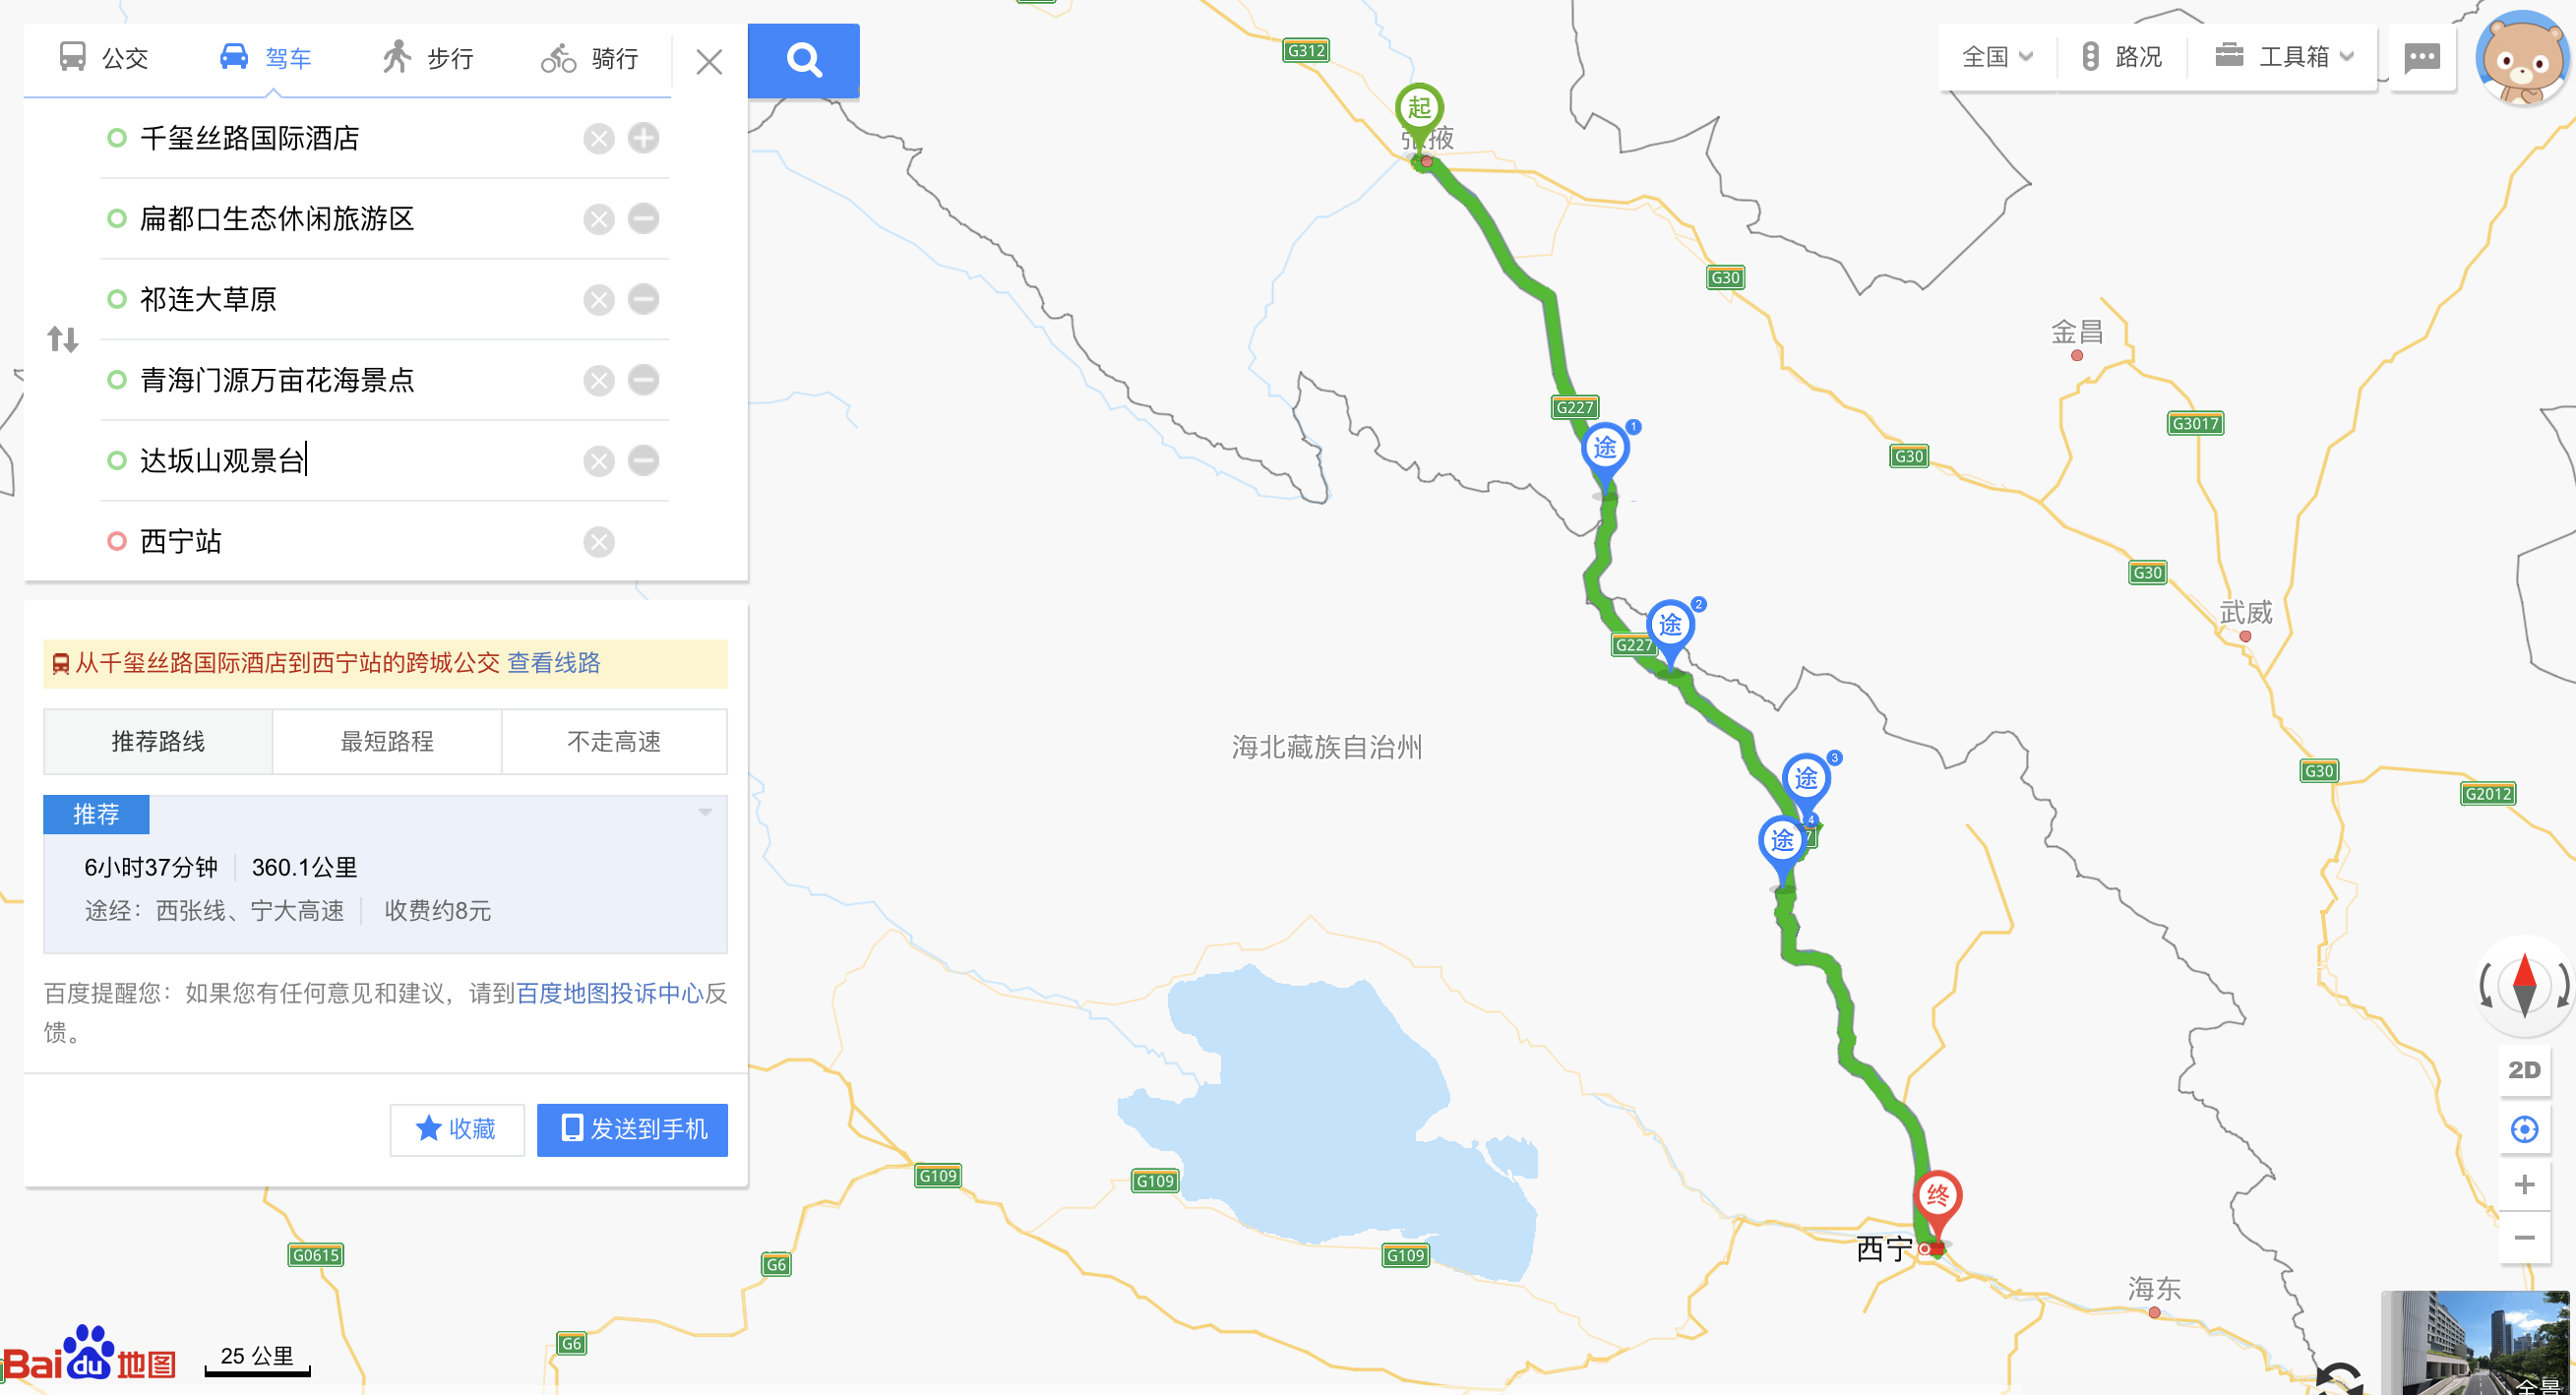 公交
驾车
步行
骑行
千玺丝路国际酒店
扁都口生态休闲旅游区
祁连大草原
青海门源万亩花海景点
达坂山观景台
西宁站
从千玺丝路国际酒店到西宁站的跨城公交 查看线路
推荐路线
最短路程
不走高速
推荐
6小时37分钟
360.1公里
途经：西张线、宁大高速
收费约8元
百度提醒您：如果您有任何意见和建议，请到百度地图投诉中心反
馈。
收藏
发送到手机
全国
路况
工具箱
G312
起
张掖
G30
金昌
G227
途
1
G3017
G30
G30
途
2
G227
武威
海北藏族自治州
途
3
G30
G2012
途
4
7
2D
G109
G109
终
西宁
G0615
G6
G109
海东
G6
Baidu地图
25 公里
全景